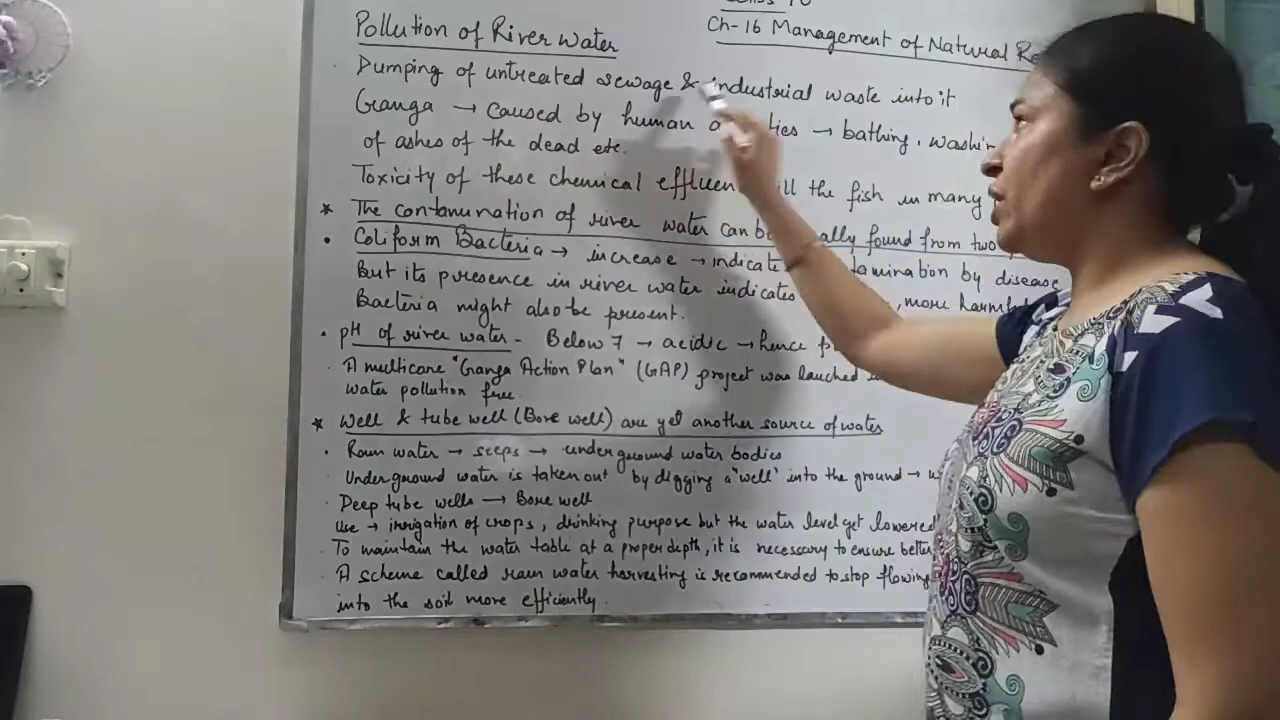 Pollution of River Water
Ch-16 Management of Natural Re
Dumping of untreated sewage & industrial waste into it
Ganga → caused by human a ties → bathing, washin
of ashes of the dead etc.
Toxicity of these chemical effluen ill the fish in many
* The contamination of river water can be ally found from two
• Coliform Bacteria → increase → indicate tamination by disease
But its presence in river water indicates , more harmful
Bacteria might also be present.
• pH of river water - Below 7 → acidic → hence p
• A multicore "Ganga Action Plan" (GAP) project was lauched
water pollution free
* Well & tube well (Bore well) are yet another source of water
• Rain water → seeps → underground water bodies
Underground water is taken out by digging a "well" into the ground →
• Deep tube wells → Bore well
Use → irrigation of crops, drinking purpose but the water level get lowered
• To maintain the water table at a proper depth, it is necessary to ensure better
• A scheme called rain water harvesting is recommended to stop flowing
into the soil more efficiently.